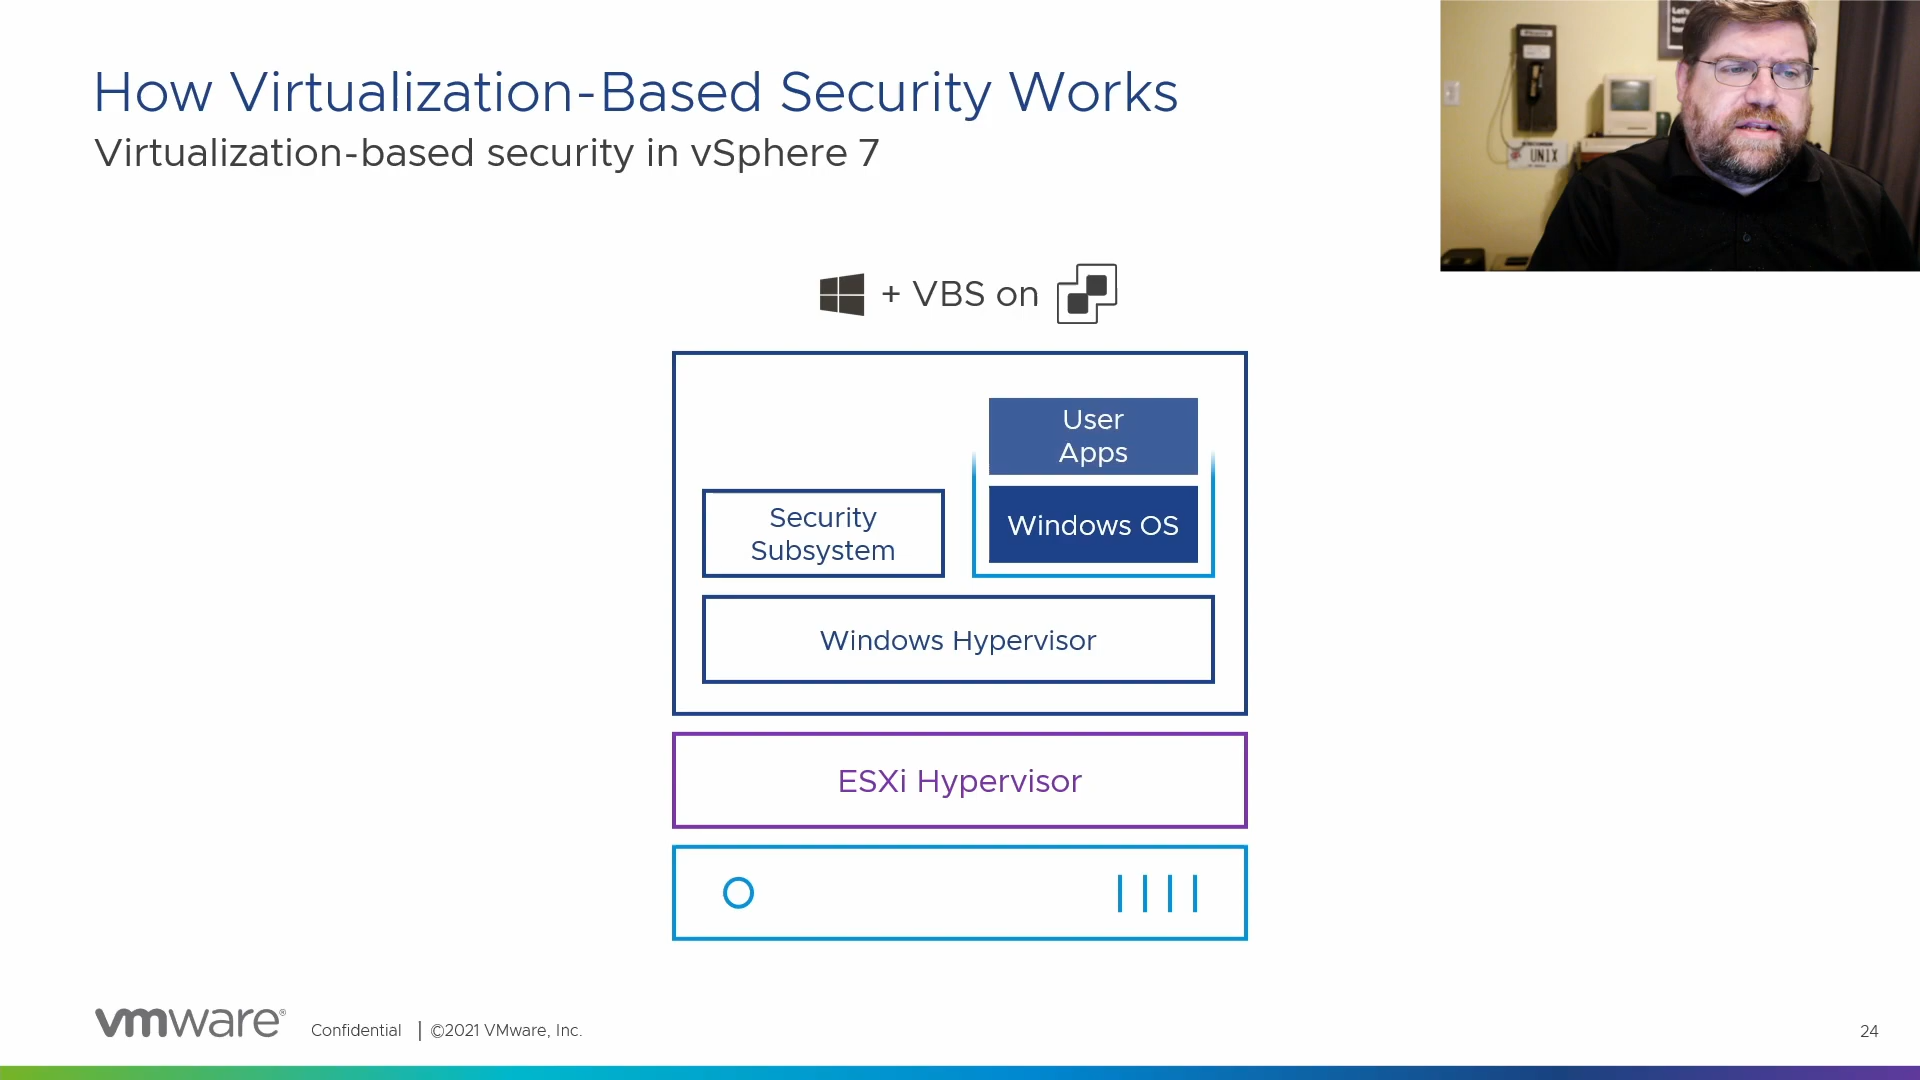 How Virtualization-Based Security Works
Virtualization-based security in vSphere 7
UNIX
+ VBS on
User
Apps
Security
Subsystem
Windows OS
Windows Hypervisor
ESXi Hypervisor
vmware®
Confidential | ©2021 VMware, Inc.
24